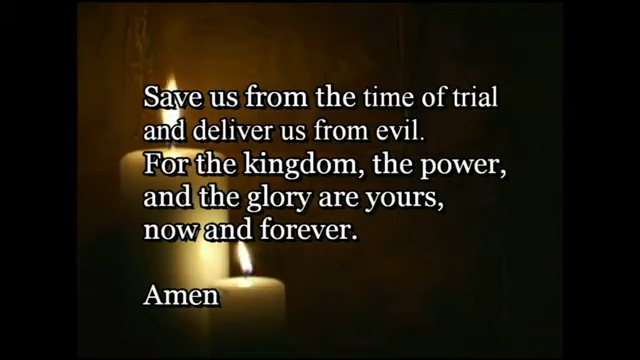 Save us from the time of trial
and deliver us from evil.
For the kingdom, the power,
and the glory are yours,
now and forever.
Amen